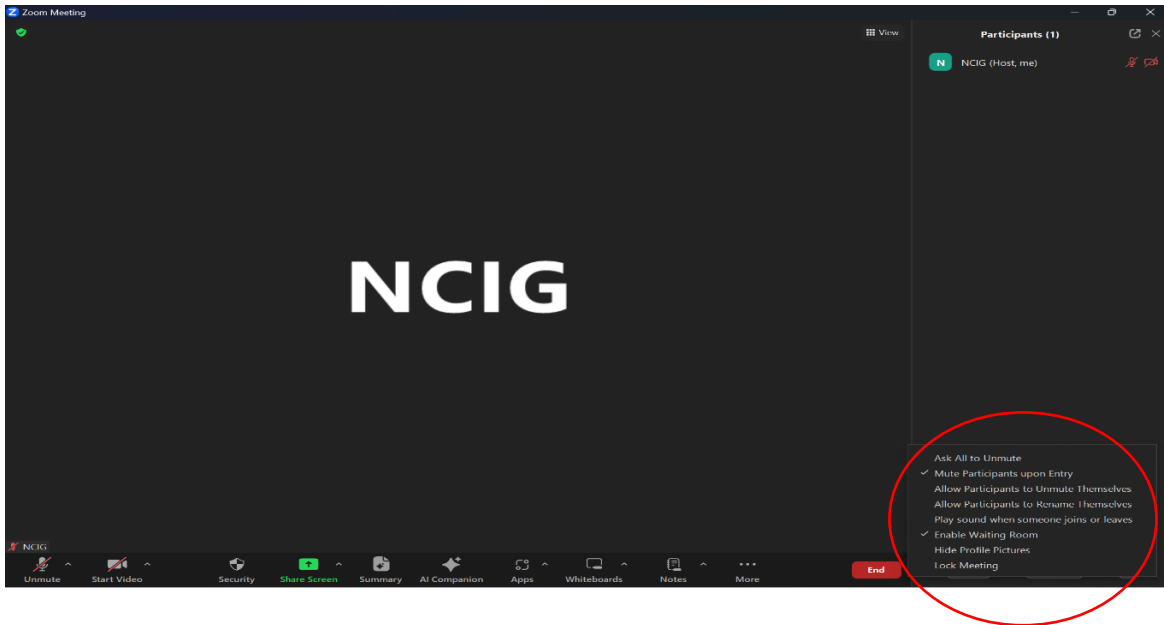 Zoom Meeting
View
Participants (1)
N NCIG (Host, me)
NCIG
Ask All to Unmute
Mute Participants upon Entry
Allow Participants to Unmute Themselves
Allow Participants to Rename Themselves
Play sound when someone joins or leaves
Enable Waiting Room
Hide Profile Pictures
Lock Meeting
NCIG
Unmute Start Video Security Share Screen Summary AI Companion Apps Whiteboards Notes More End